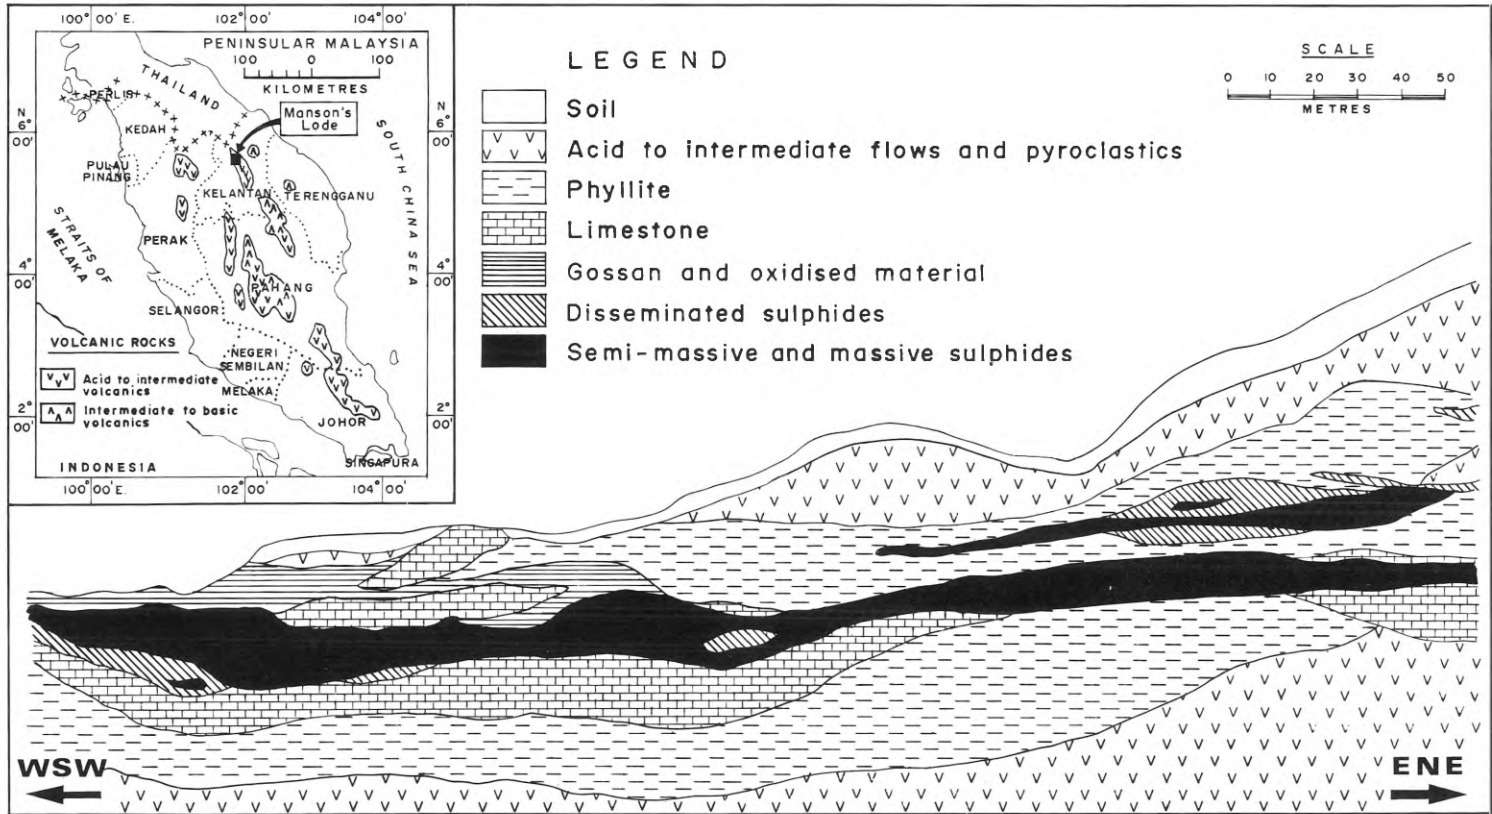 100° 00' E.
102° 00'
104° 00'
PENINSULAR MALAYSIA
100 0 100
KILOMETRES
THAILAND
PERLIS
Manson's
Lode
N
6°
00'
6°
00'
KEDAH
PULAU
PINANG
KELANTAN
TERENGGANU
SOUTH CHINA SEA
STRAITS OF
MELAKA
PERAK
4°
00'
4°
00'
PAHANG
SELANGOR
VOLCANIC ROCKS
NEGERI
SEMBILAN
Acid to intermediate
volcanics
MELAKA
Intermediate to basic
volcanics
2°
00'
2°
00'
JOHOR
INDONESIA
SINGAPURA
100° 00' E.
102° 00'
104° 00'
LEGEND
Soil
Acid to intermediate flows and pyroclastics
Phyllite
Limestone
Gossan and oxidised material
Disseminated sulphides
Semi-massive and massive sulphides
SCALE
0 10 20 30 40 50
METRES
WSW
ENE